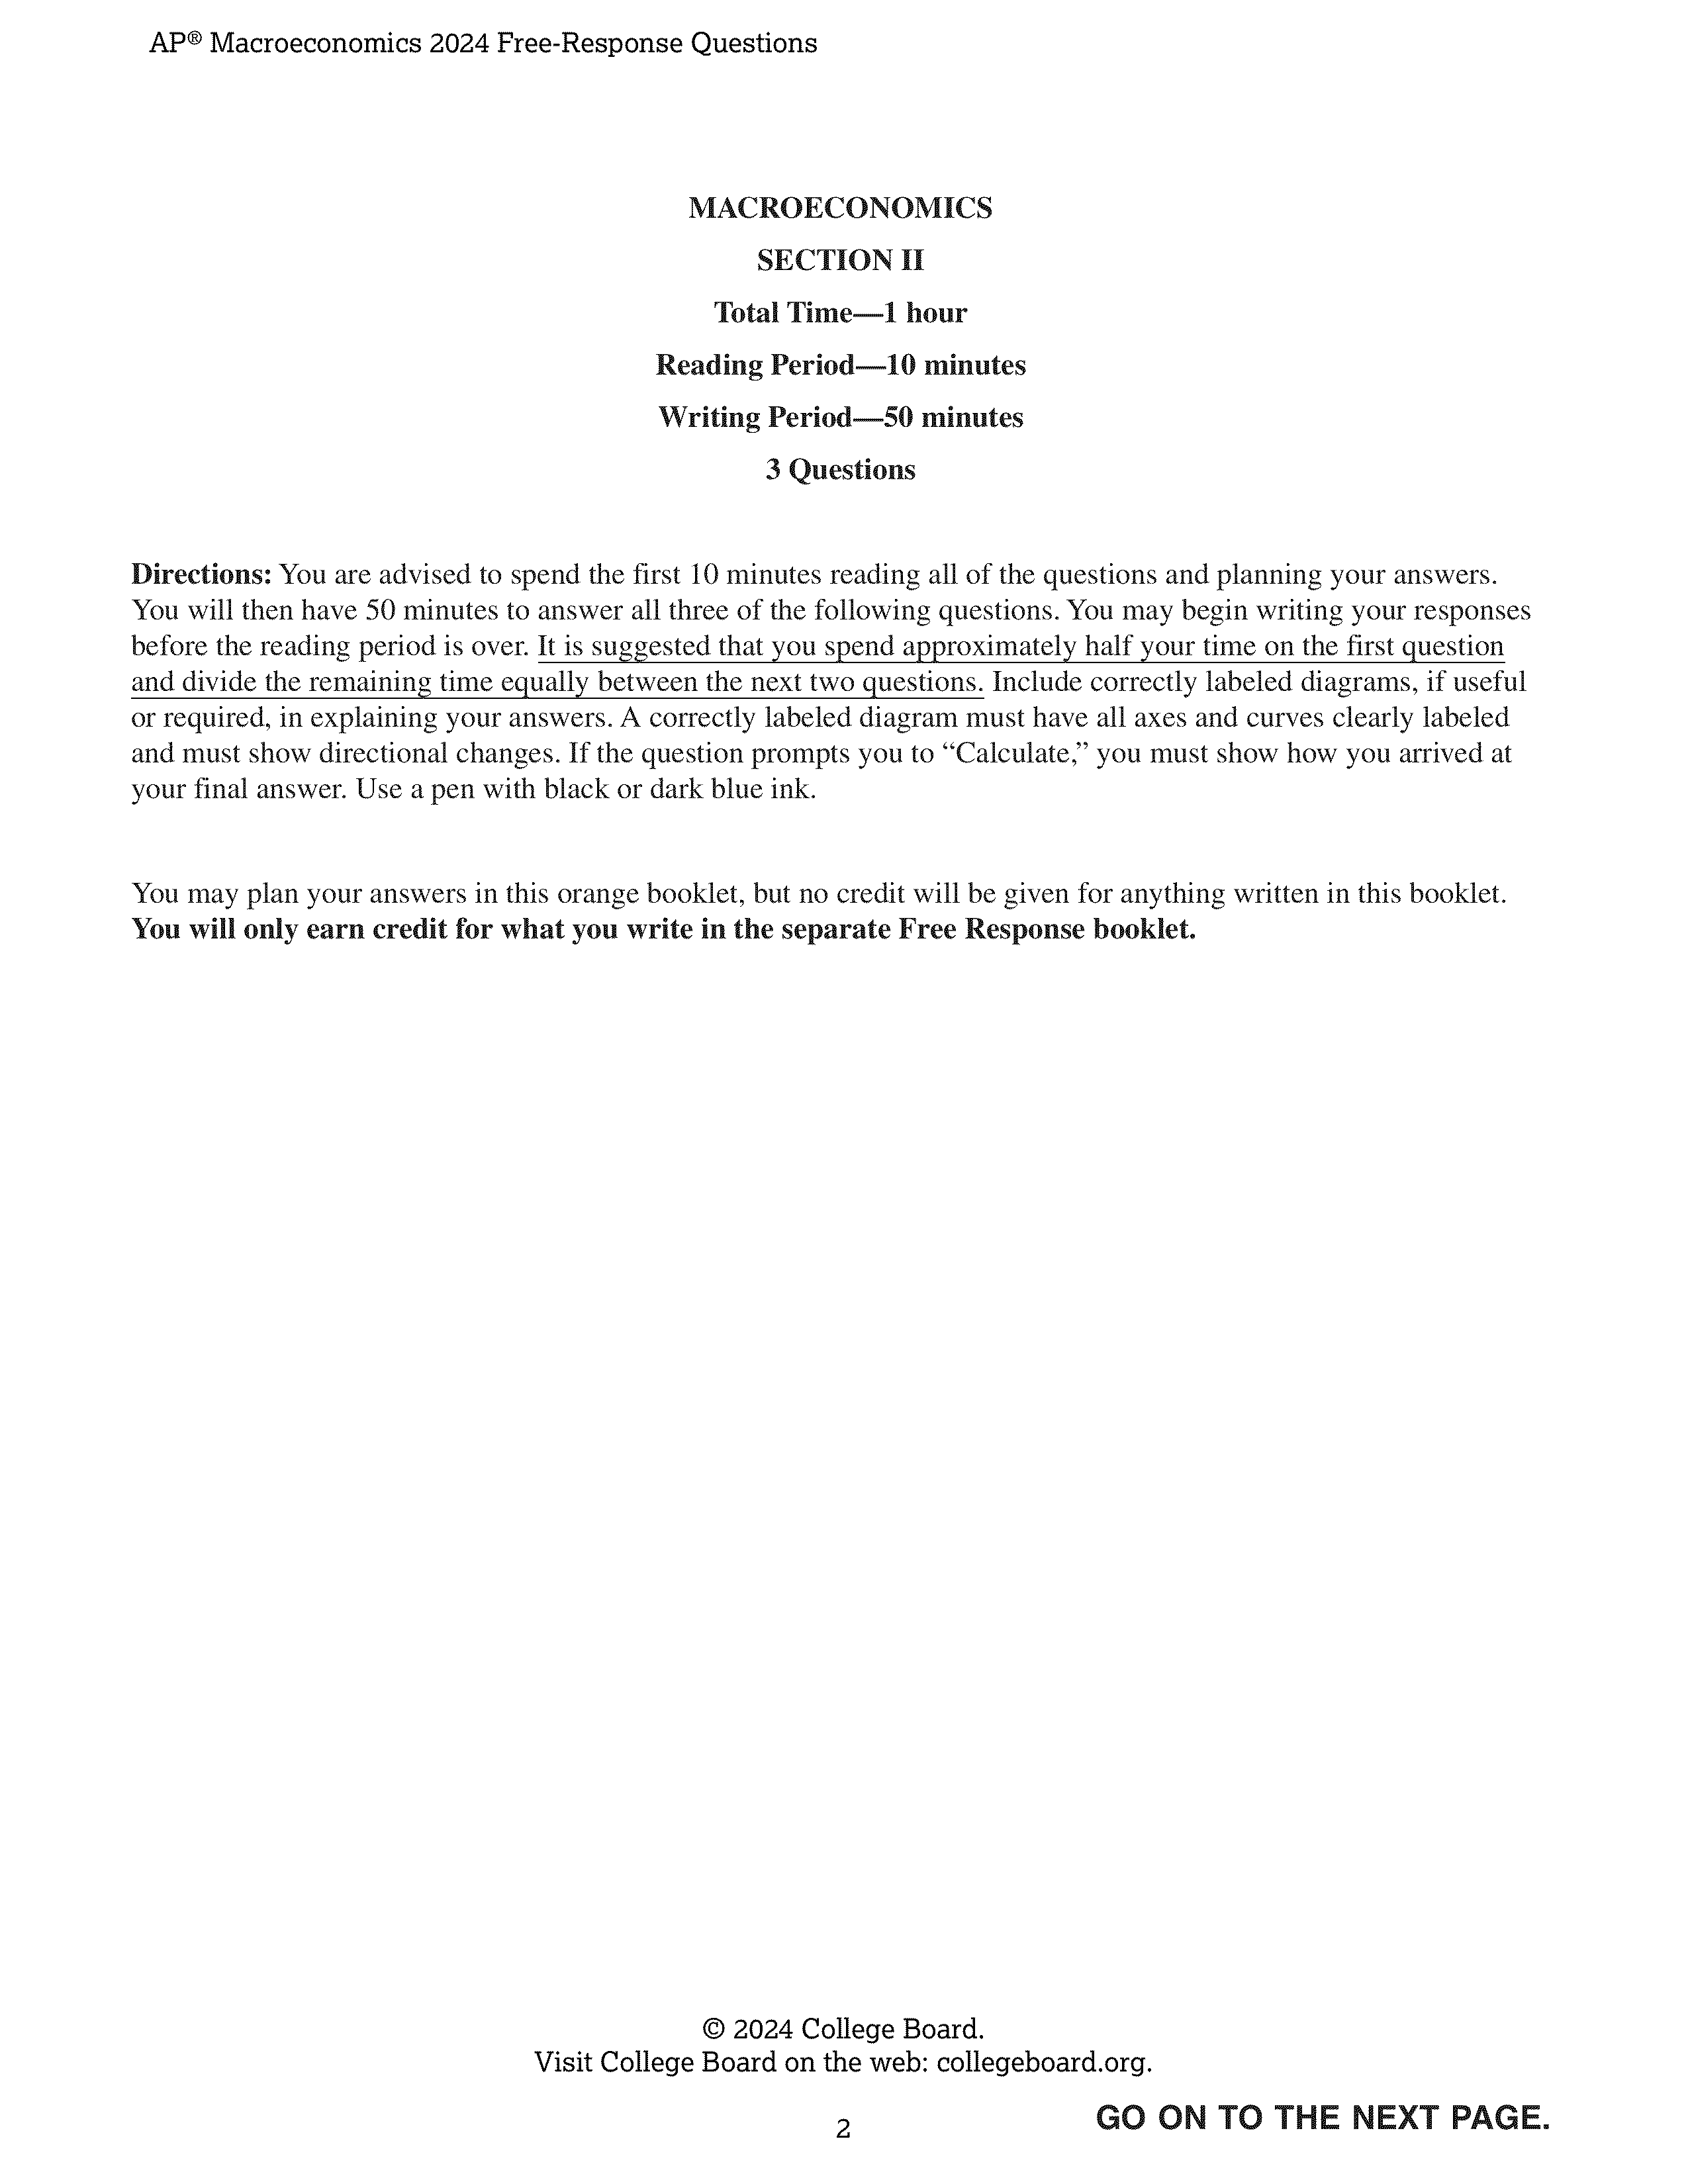 AP® Macroeconomics 2024 Free-Response Questions
MACROECONOMICS
SECTION II
Total Time—1 hour
Reading Period—10 minutes
Writing Period—50 minutes
3 Questions
Directions: You are advised to spend the first 10 minutes reading all of the questions and planning your answers.
You will then have 50 minutes to answer all three of the following questions. You may begin writing your responses
before the reading period is over. It is suggested that you spend approximately half your time on the first question
and divide the remaining time equally between the next two questions. Include correctly labeled diagrams, if useful
or required, in explaining your answers. A correctly labeled diagram must have all axes and curves clearly labeled
and must show directional changes. If the question prompts you to “Calculate,” you must show how you arrived at
your final answer. Use a pen with black or dark blue ink.
You may plan your answers in this orange booklet, but no credit will be given for anything written in this booklet.
You will only earn credit for what you write in the separate Free Response booklet.
© 2024 College Board.
Visit College Board on the web: collegeboard.org.
GO ON TO THE NEXT PAGE.
2